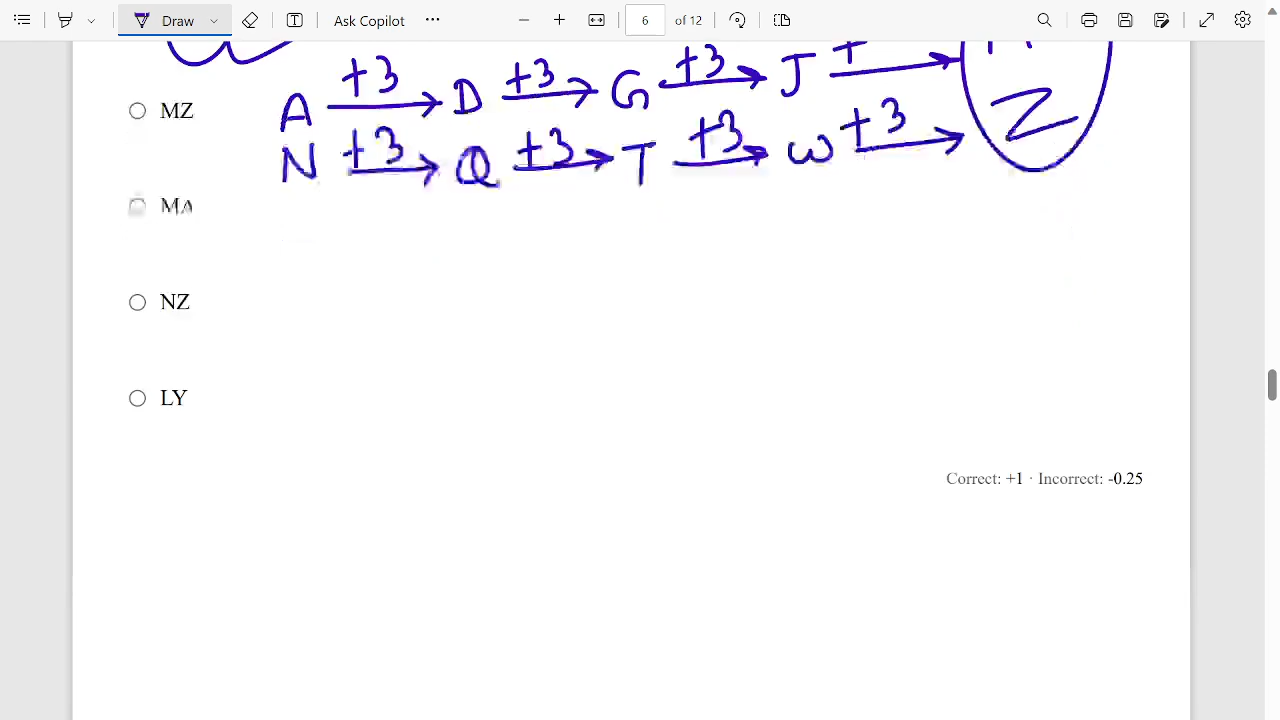 Draw
Ask Copilot
6 of 12
A +3 D +3 G +3 J +
N +3 Q +3 T +3 W +3 Z
MZ
MA
NZ
LY
Correct: +1 · Incorrect: -0.25